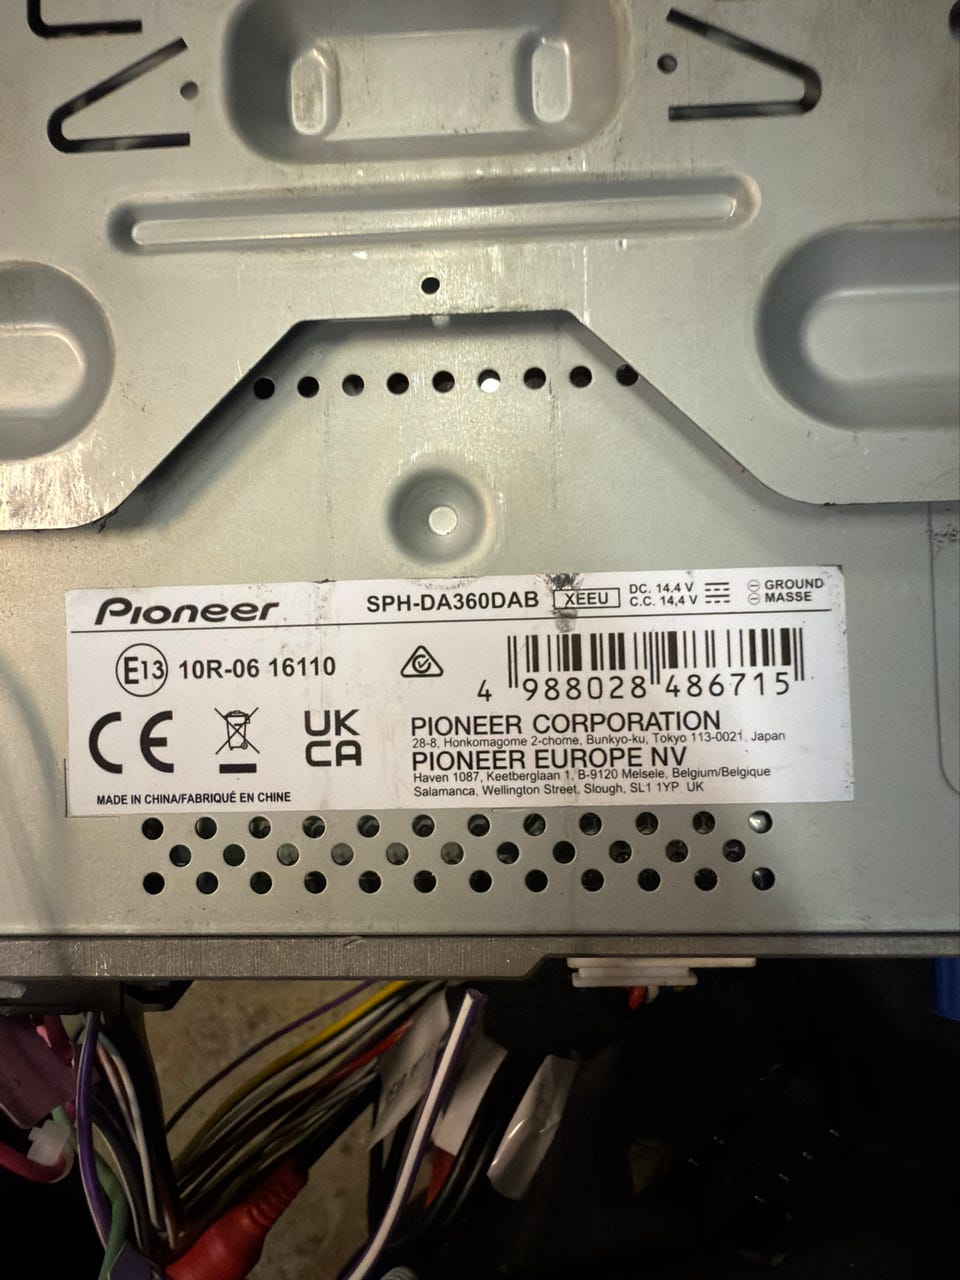 Pioneer SPH-DA360DAB XEEU DC. 14.4 V GROUND
C.C. 14,4 V MASSE
E13 10R-06 16110
4 988028 486715
CE UK
CA
PIONEER CORPORATION
28-8, Honkomagome 2-chome, Bunkyo-ku, Tokyo 113-0021, Japan
PIONEER EUROPE NV
Haven 1087, Keetberglaan 1, B-9120 Melsele, Belgium/Belgique
Salamanca, Wellington Street, Slough, SL1 1YP UK
MADE IN CHINA/FABRIQUÉ EN CHINE